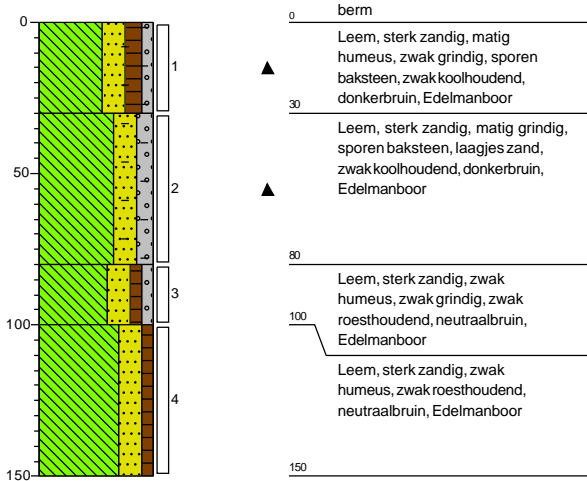 0
50
100
150
1
2
3
4
berm
0
Leem, sterk zandig, matig
humeus, zwak grindig, sporen
baksteen, zwak koolhoudend,
donkerbruin, Edelmanboor
30
Leem, sterk zandig, matig grindig,
sporen baksteen, laagjes zand,
zwak koolhoudend, donkerbruin,
Edelmanboor
80
Leem, sterk zandig, zwak
humeus, zwak grindig, zwak
roesthoudend, neutraalbruin,
Edelmanboor
100
Leem, sterk zandig, zwak
humeus, zwak roesthoudend,
neutraalbruin, Edelmanboor
150